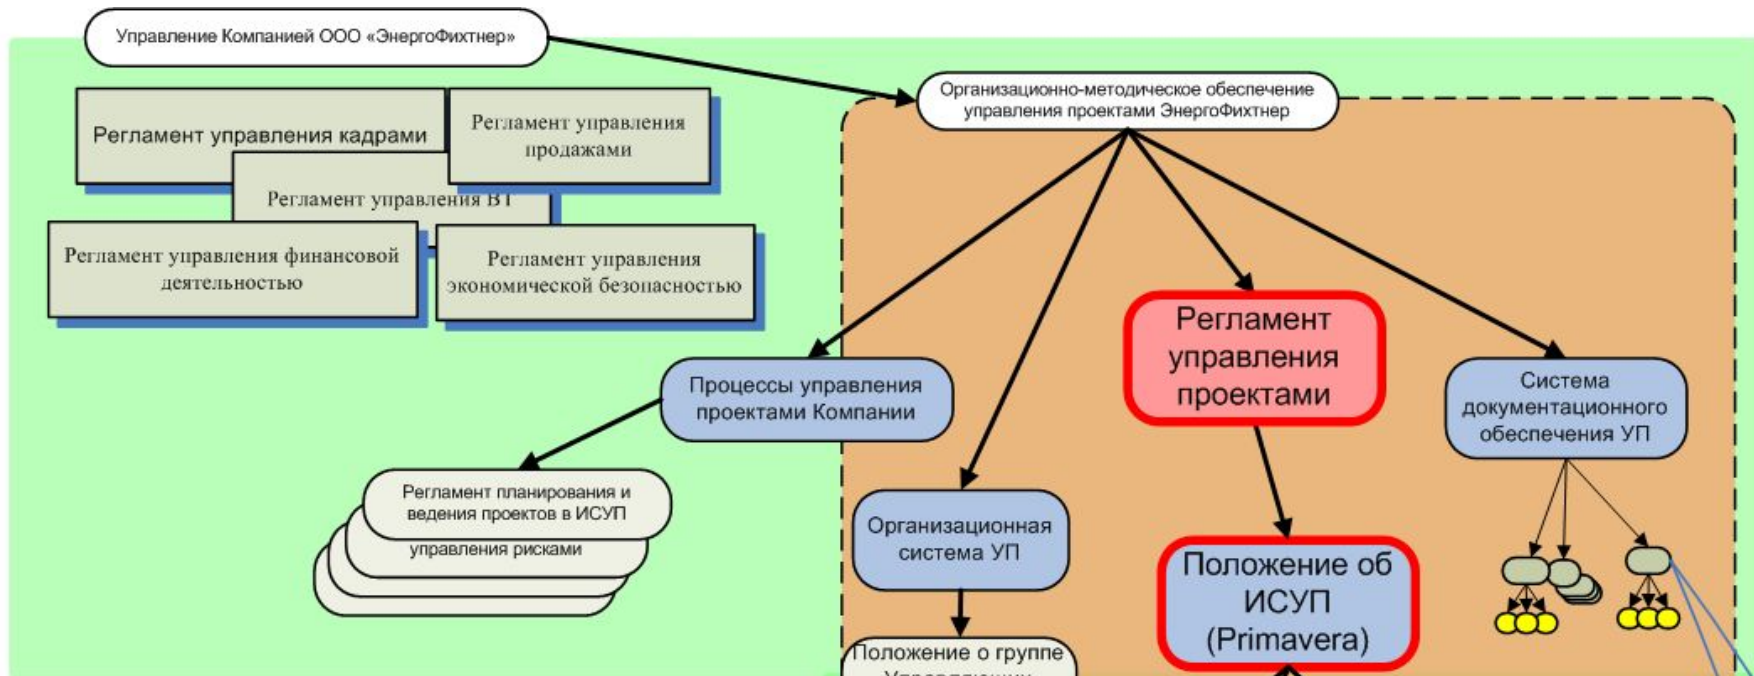 Управление Компанией ООО «ЭнергоФихтнер»
Организационно-методическое обеспечение
управления проектами ЭнергоФихтнер
Регламент управления кадрами
Регламент управления
продажами
Регламент управления ВТ
Регламент управления финансовой
деятельностью
Регламент управления
экономической безопасностью
Процессы управления
проектами Компании
Регламент
управления
проектами
Система
документационного
обеспечения УП
Регламент планирования и
ведения проектов в ИСУП
управления рисками
Организационная
система УП
Положение об
ИСУП
(Primavera)
Положение о группе